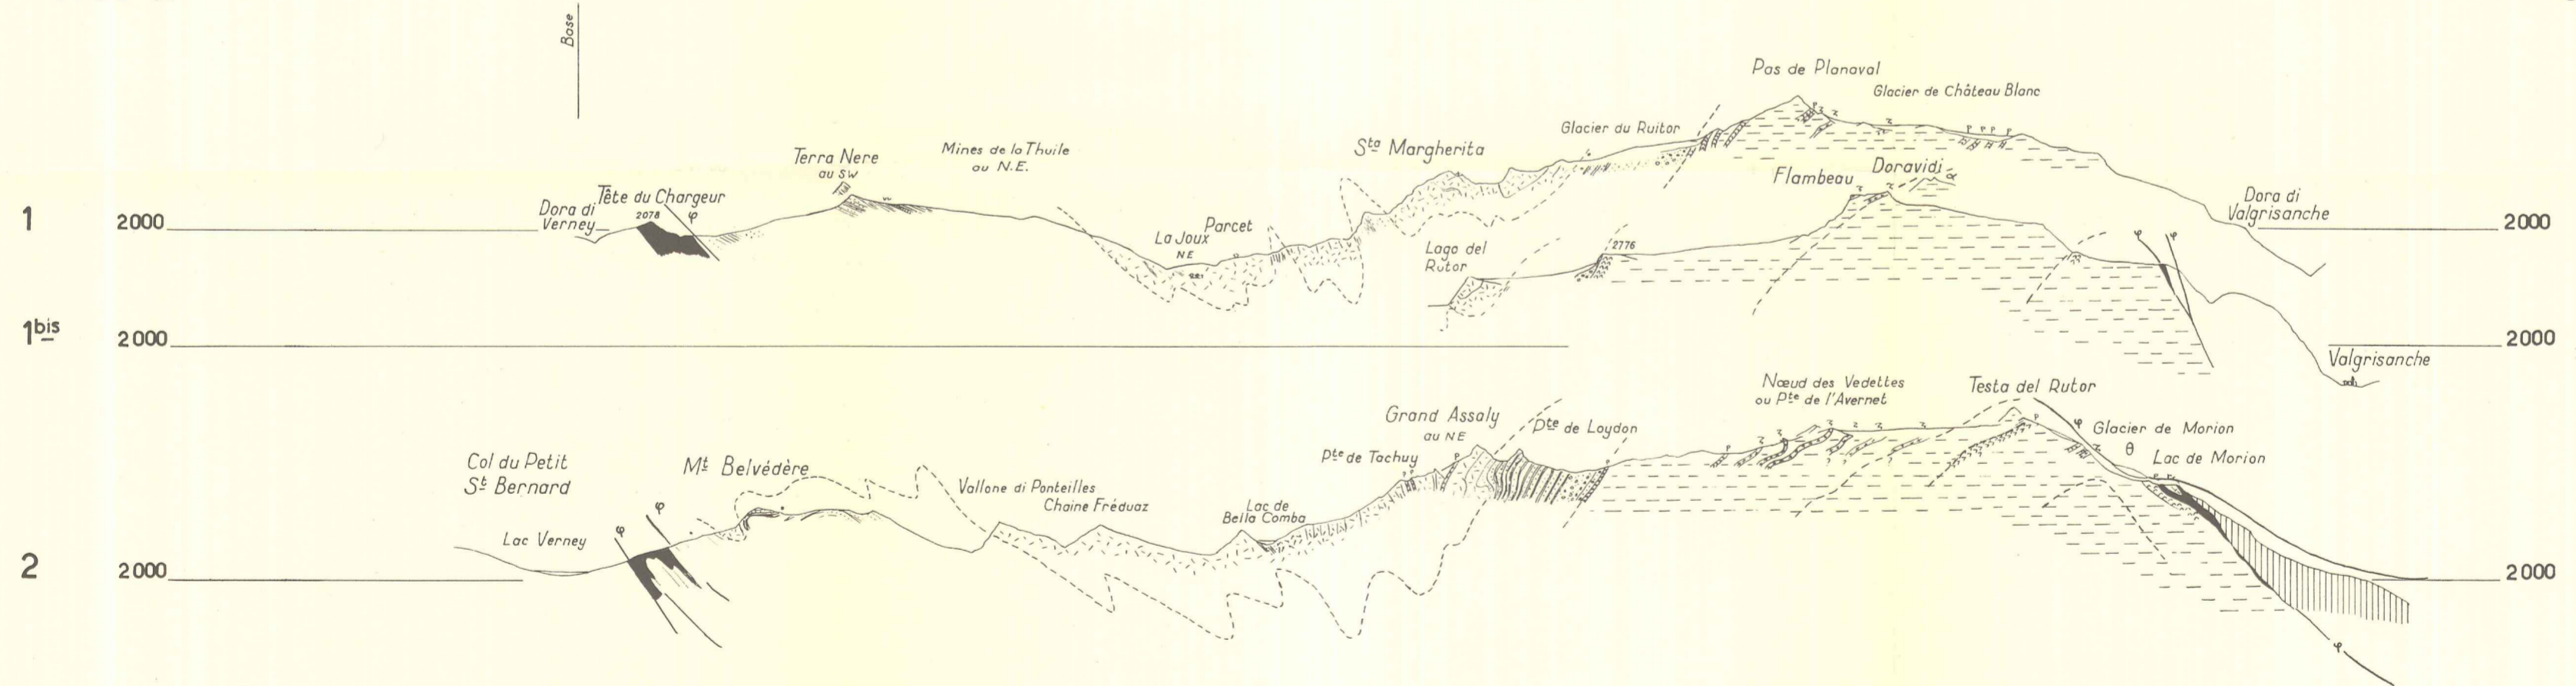 Base
Pas de Planaval
Glacier de Château Blanc
Glacier du Ruitor
Sta Margherita
Mines de la Thuile
au N.E.
Terra Nere
au SW
Doravidi
Flambeau
Tête du Chargeur
2078
φ
Dora di
Verney
Dora di
Valgrisanche
1
2000
2000
Parcet
La Joux
NE
Lago del
Rutor
2776
φ
φ
1bis
2000
2000
Valgrisanche
Nœud des Vedettes
ou Pte de l'Avernet
Testa del Rutor
Grand Assaly
au NE
Pte de Loydon
φ
Glacier de Morion
θ
Lac de Morion
Pte de Tachuy
Col du Petit
St Bernard
Mt Belvédère
Vallone di Ponteilles
Chaine Fréduaz
Lac de
Bella Comba
φ
φ
Lac Verney
2
2000
2000
φ